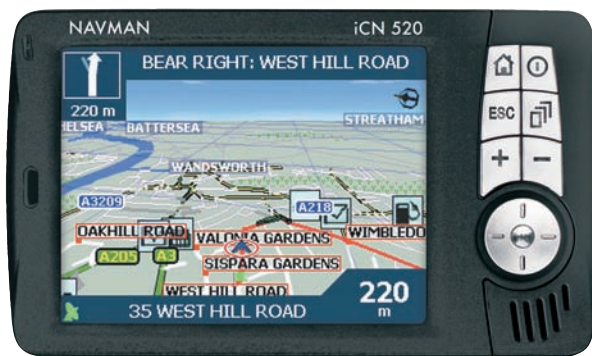 NAVMAN iCN 520
BEAR RIGHT: WEST HILL ROAD
220 m
ELSEA BATTERSEA STREATHAM
WANDSWORTH
A3209 A218
OAKHILL ROAD VALONIA GARDENS WIMBLEDO
A205 A3
SISPARA GARDENS
WEST HILL ROAD
220
m
35 WEST HILL ROAD
ESC
+ −